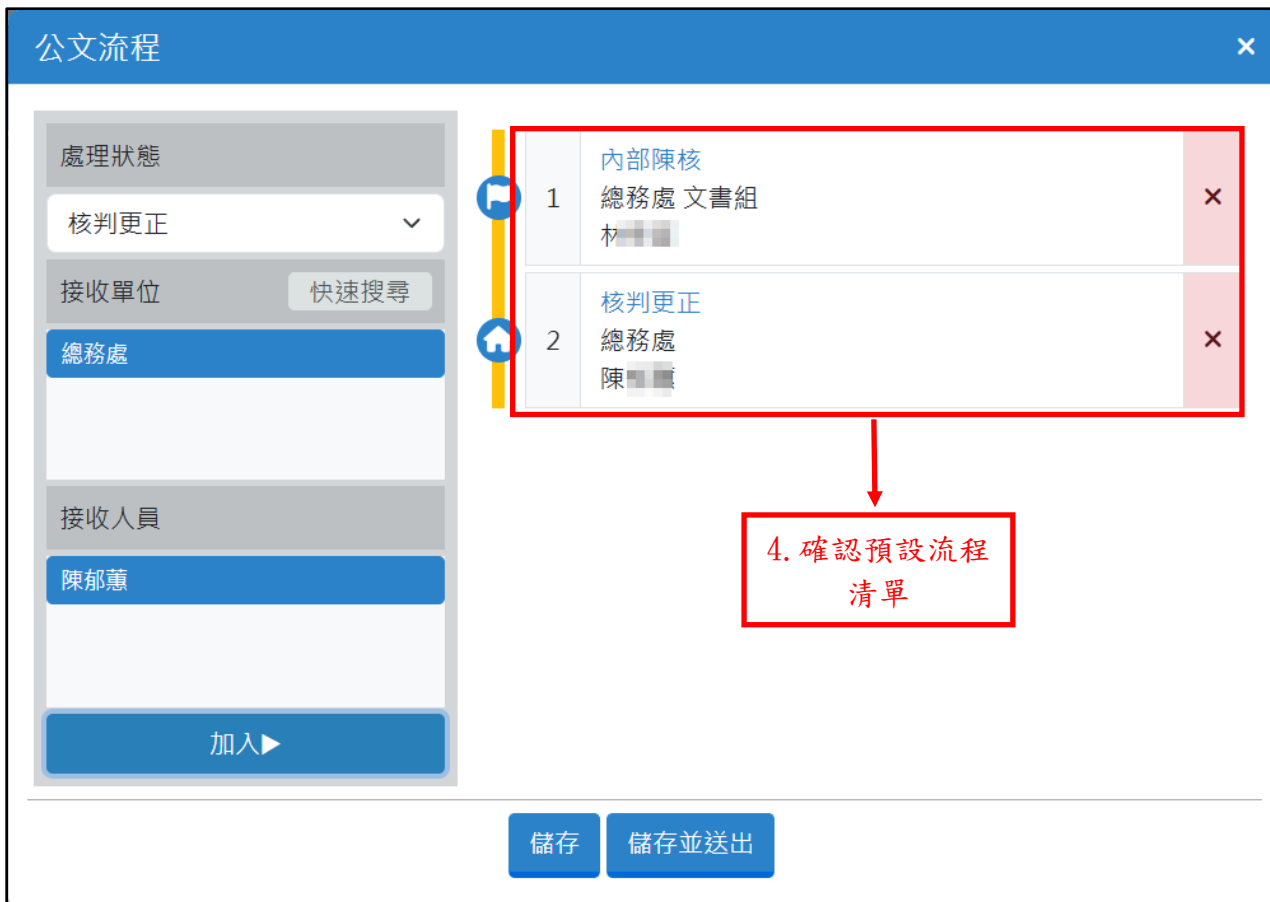 公文流程
處理狀態
核判更正
接收單位
快速搜尋
總務處
接收人員
陳郁蕙
加入▶
1
內部陳核
總務處 文書組
林
2
核判更正
總務處
陳
4.確認預設流程
清單
儲存
儲存並送出